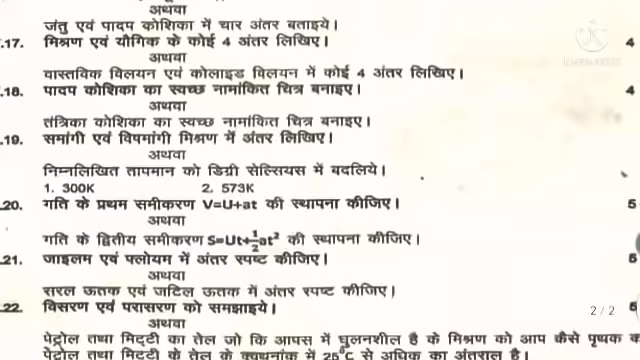 अथवा
जंतु एवं पादप कोशिका में चार अंतर बताइये।
.17. मिश्रण एवं यौगिक के कोई 4 अंतर लिखिए। 4
अथवा
वास्तविक विलयन एवं कोलाइड विलयन में कोई 4 अंतर लिखिए।
.18. पादप कोशिका का स्वच्छ नामांकित चित्र बनाइए। 4
अथवा
तंत्रिका कोशिका का स्वच्छ नामांकित चित्र बनाइए।
.19. समांगी एवं विषमांगी मिश्रण में अंतर लिखिए।
अथवा
निम्नलिखित तापमान को डिग्री सेल्सियस में बदलिये।
1. 300K 2. 573K
20. गति के प्रथम समीकरण V=U+at की स्थापना कीजिए। 5
अथवा
गति के द्वितीय समीकरण S=Ut+½at² की स्थापना कीजिए।
21. जाइलम एवं फ्लोयम में अंतर स्पष्ट कीजिए। 5
अथवा
सरल ऊतक एवं जटिल ऊतक में अंतर स्पष्ट कीजिए।
22. विसरण एवं परासरण को समझाइये।
2 / 2
अथवा
पेट्रोल तथा मिट्टी का तेल जो कि आपस में घुलनशील है के मिश्रण को आप कैसे पृथक
पेट्रोल तथा मिट्टी के तेल के क्वथनांक में 25°C से अधिक का अंतराल है।